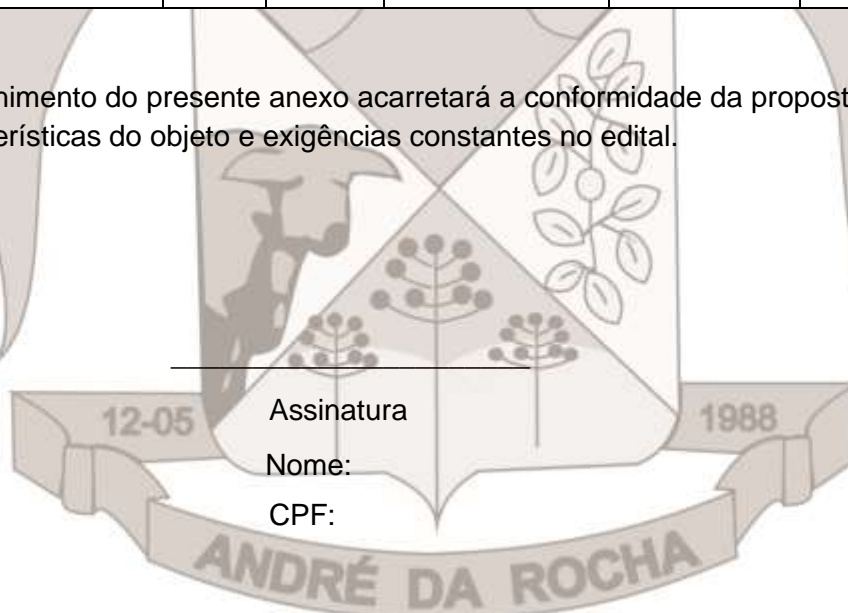 nimento do presente anexo acarretará a conformidade da propost
erísticas do objeto e exigências constantes no edital.
Assinatura
12-05
1988
Nome:
CPF:
ANDRÉ DA ROCHA